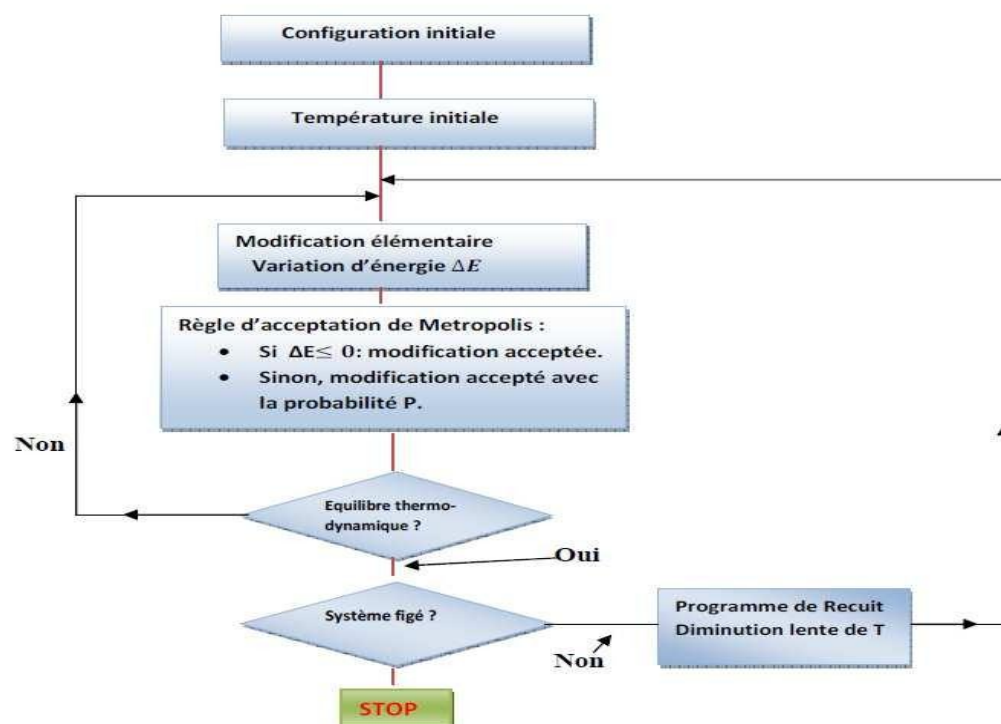 Configuration initiale
Température initiale
Modification élémentaire
Variation d'énergie ΔE
Règle d'acceptation de Metropolis :
• Si ΔE≤ 0: modification acceptée.
• Sinon, modification accepté avec
la probabilité P.
Non
Equilibre thermo-
dynamique ?
Oui
Système figé ?
Non
Programme de Recuit
Diminution lente de T
STOP